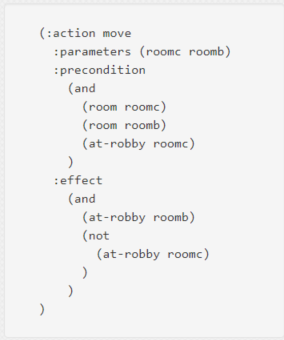 (:action move
:parameters (roomc roomb)
:precondition
(and
(room roomc)
(room roomb)
(at-robby roomc)
)
:effect
(and
(at-robby roomb)
(not
(at-robby roomc)
)
)
)